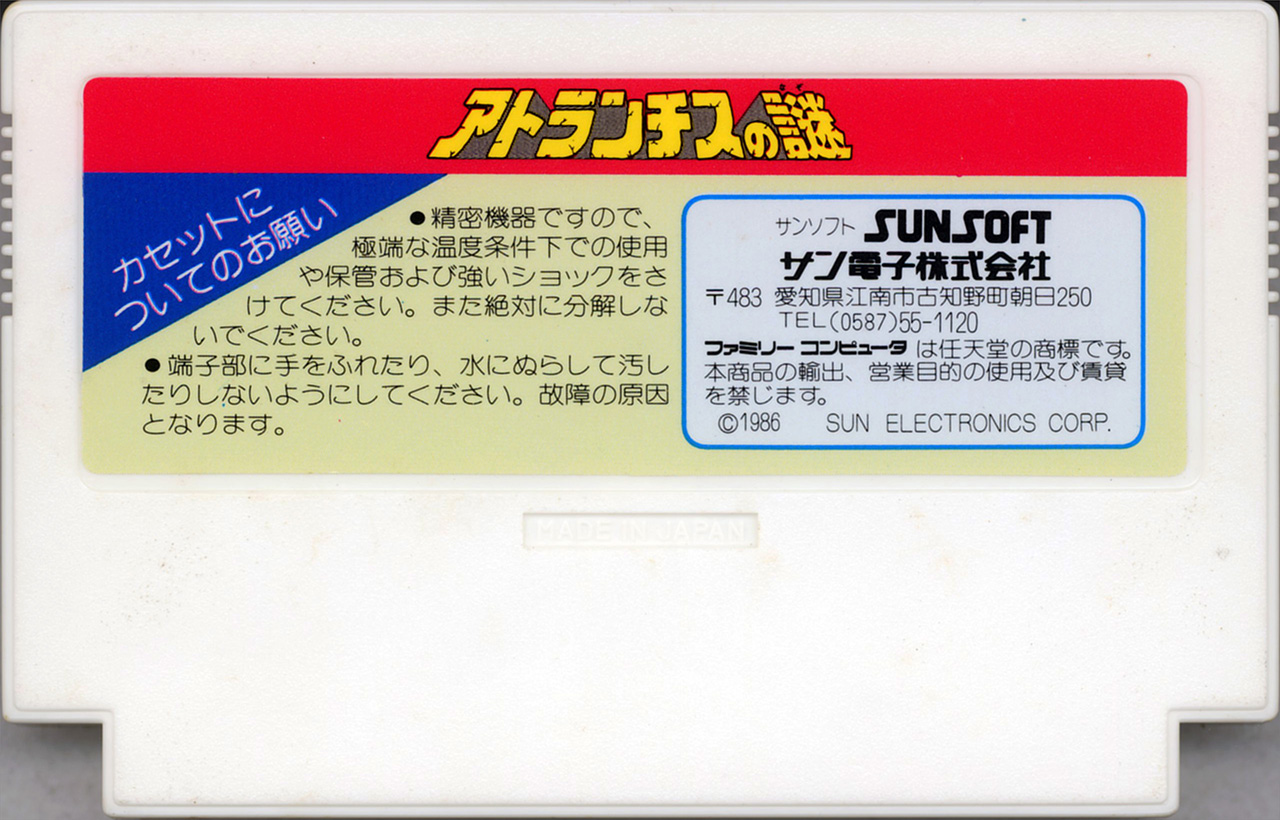 アトランチスの謎
なぞ
カセットに
ついてのお願い
●精密機器ですので、
極端な温度条件下での使用
や保管および強いショックをさ
けてください。また絶対に分解しな
いでください。
●端子部に手をふれたり、水にぬらして汚し
たりしないようにしてください。故障の原因
となります。
サンソフト SUNSOFT
サン電子株式会社
〒483 愛知県江南市古知野町朝日250
TEL(0587)55-1120
ファミリーコンピュータ は任天堂の商標です。
本商品の輸出、営業目的の使用及び賃貸
を禁じます。
©1986 SUN ELECTRONICS CORP.
MADE IN JAPAN